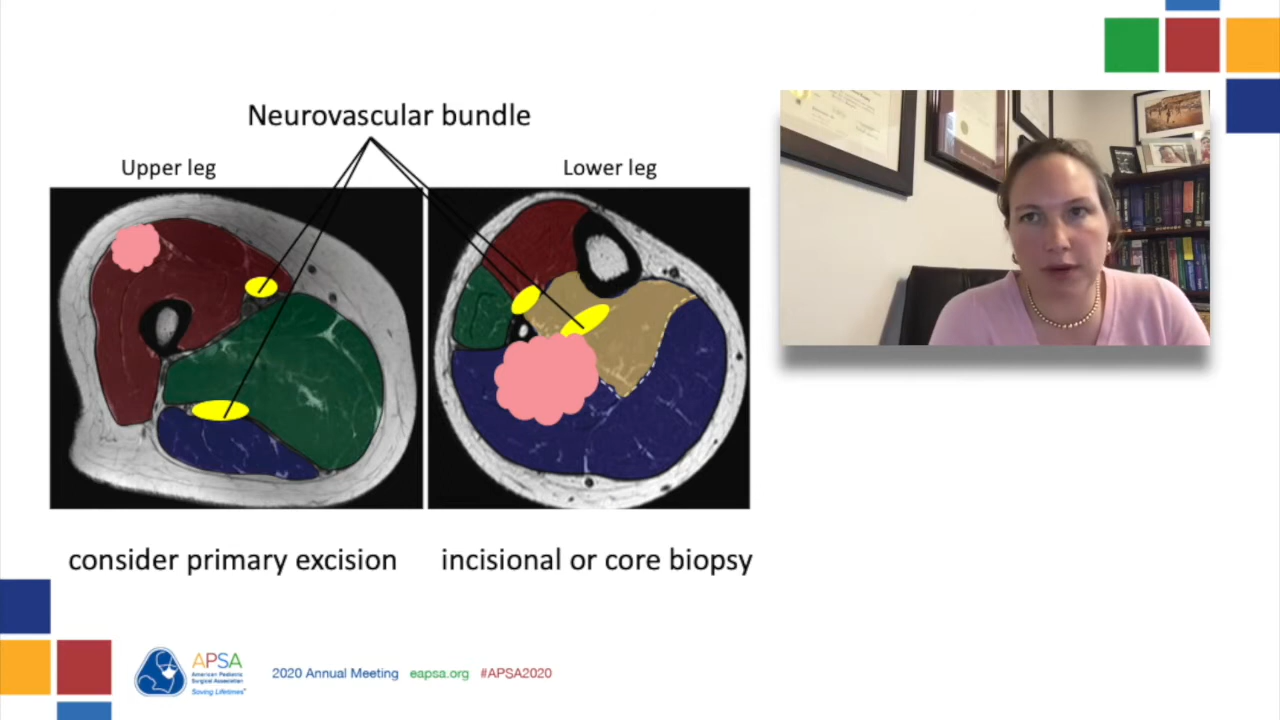 Neurovascular bundle
Upper leg
Lower leg
consider primary excision
incisional or core biopsy
APSA
American Pediatric
Surgical Association
Saving Lifetimes
2020 Annual Meeting eapsa.org #APSA2020